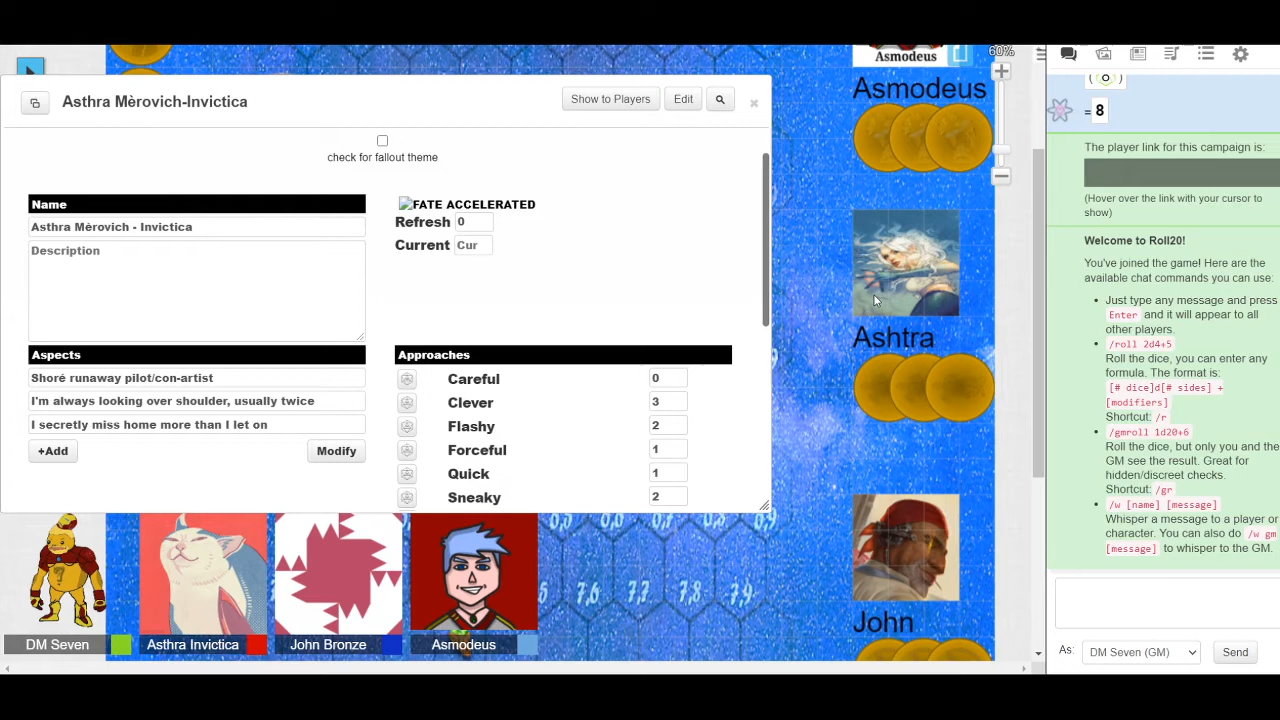 Asmodeus
60%
Asthra Mèrovich-Invictica
Show to Players
Edit
check for fallout theme
Name
Asthra Mèrovich - Invictica
Description
FATE ACCELERATED
Refresh 0
Current Cur
Aspects
Shoré runaway pilot/con-artist
I'm always looking over shoulder, usually twice
I secretly miss home more than I let on
+Add
Modify
Approaches
Careful 0
Clever 3
Flashy 2
Forceful 1
Quick 1
Sneaky 2
Asmodeus
Ashtra
John
7,6
7,7
7,8
7,9
DM Seven
Asthra Invictica
John Bronze
Asmodeus
= 8
The player link for this campaign is:
(Hover over the link with your cursor to
show)
Welcome to Roll20!
You've joined the game! Here are the
available chat commands you can use:
Just type any message and press
Enter and it will appear to all
other players.
/roll 2d4+5
Roll the dice, you can enter any
formula. The format is:
[# dice]d[# sides] +
[modifiers]
Shortcut: /r
/gmroll 1d20+6
Roll the dice, but only you and the
GM see the result. Great for
hidden/discreet checks.
Shortcut: /gr
/w [name] [message]
Whisper a message to a player or
character. You can also do /w gm
[message] to whisper to the GM.
As:
DM Seven (GM)
Send